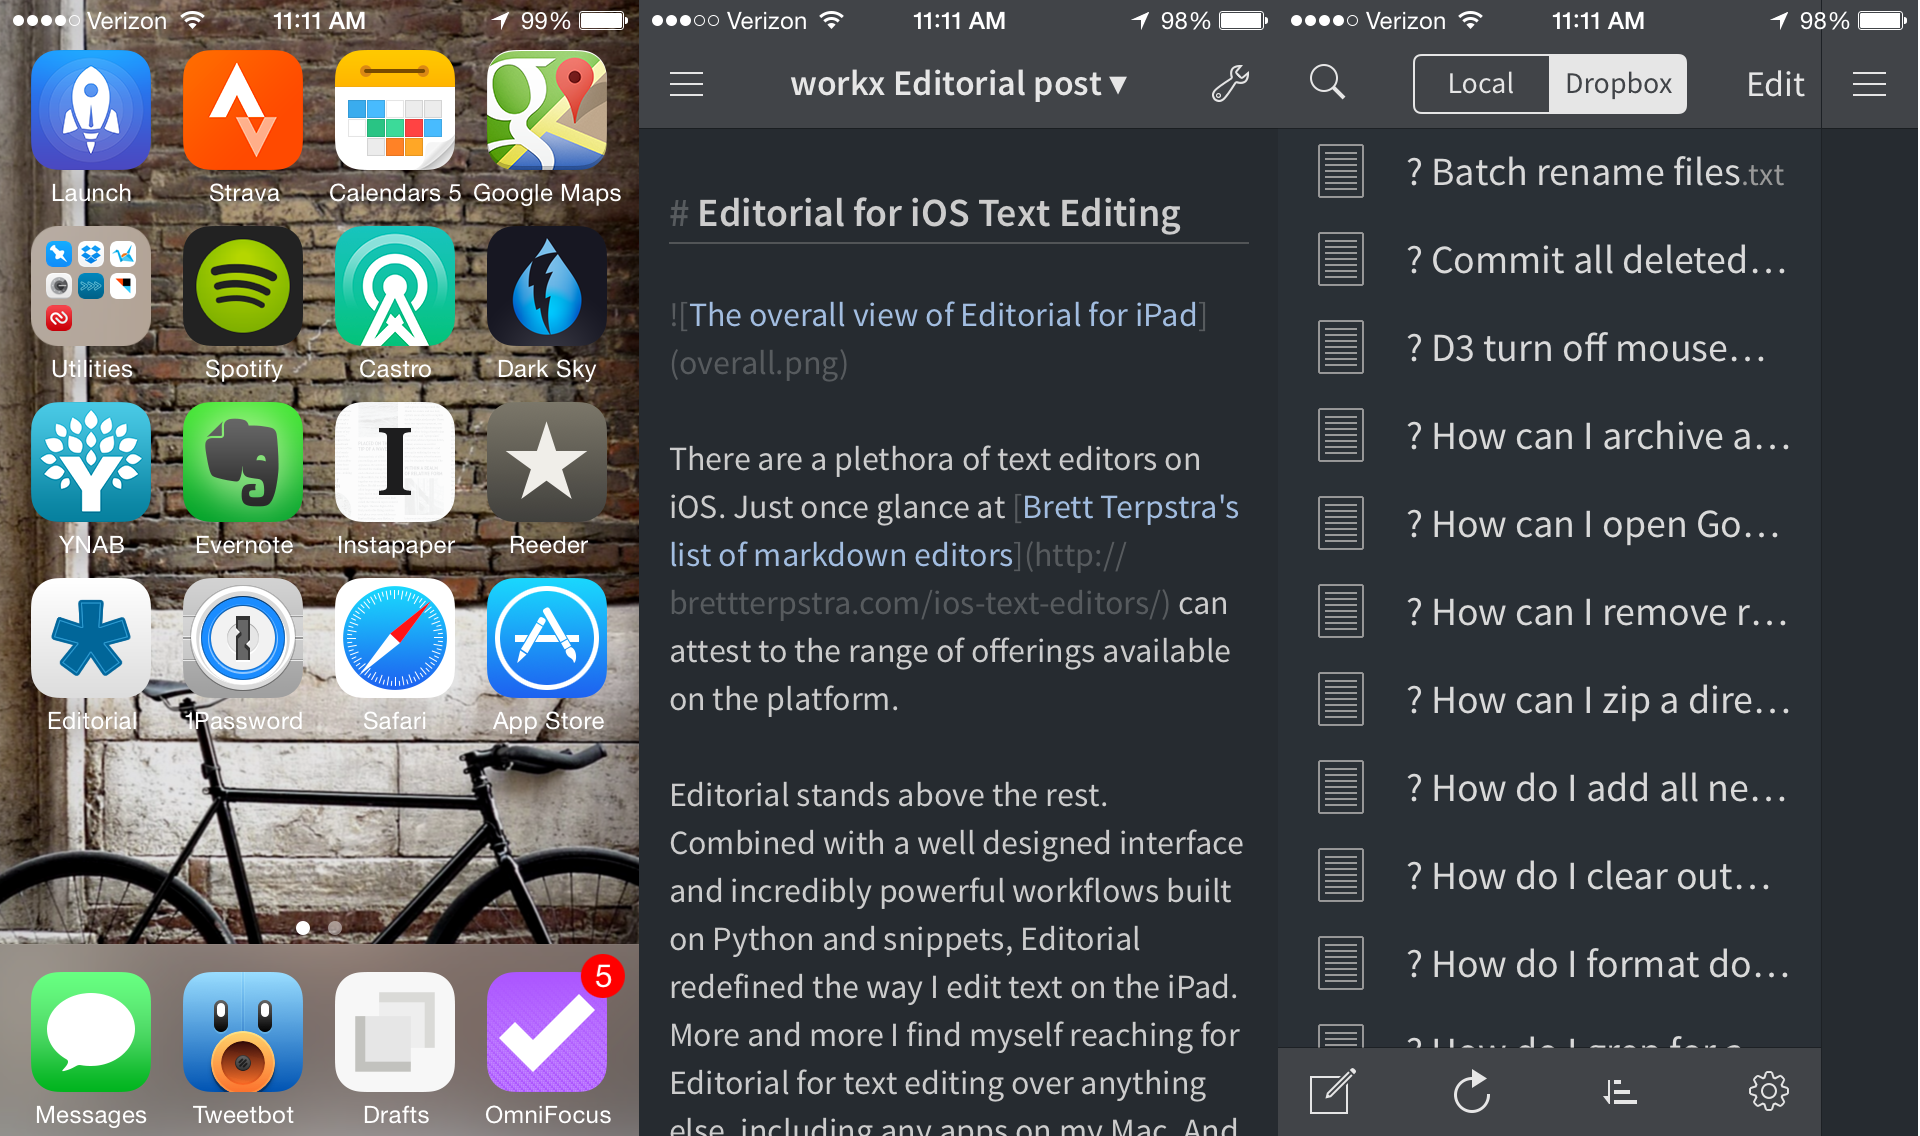 Verizon 11:11 AM 99%
Launch Strava Calendars 5 Google Maps
Utilities Spotify Castro Dark Sky
YNAB Evernote Instapaper Reeder
Editorial 1Password Safari App Store
5
Messages Tweetbot Drafts OmniFocus
Verizon 11:11 AM 98%
workx Editorial post ▾
# Editorial for iOS Text Editing
![The overall view of Editorial for iPad]
(overall.png)
There are a plethora of text editors on
iOS. Just once glance at [Brett Terpstra's
list of markdown editors](http://
brettterpstra.com/ios-text-editors/) can
attest to the range of offerings available
on the platform.
Editorial stands above the rest.
Combined with a well designed interface
and incredibly powerful workflows built
on Python and snippets, Editorial
redefined the way I edit text on the iPad.
More and more I find myself reaching for
Editorial for text editing over anything
else, including any apps on my Mac. And
Verizon 11:11 AM 98%
Local Dropbox Edit
? Batch rename files.txt
? Commit all deleted…
? D3 turn off mouse…
? How can I archive a…
? How can I open Go…
? How can I remove r…
? How can I zip a dire…
? How do I add all ne…
? How do I clear out…
? How do I format do…
? How do I grep for a